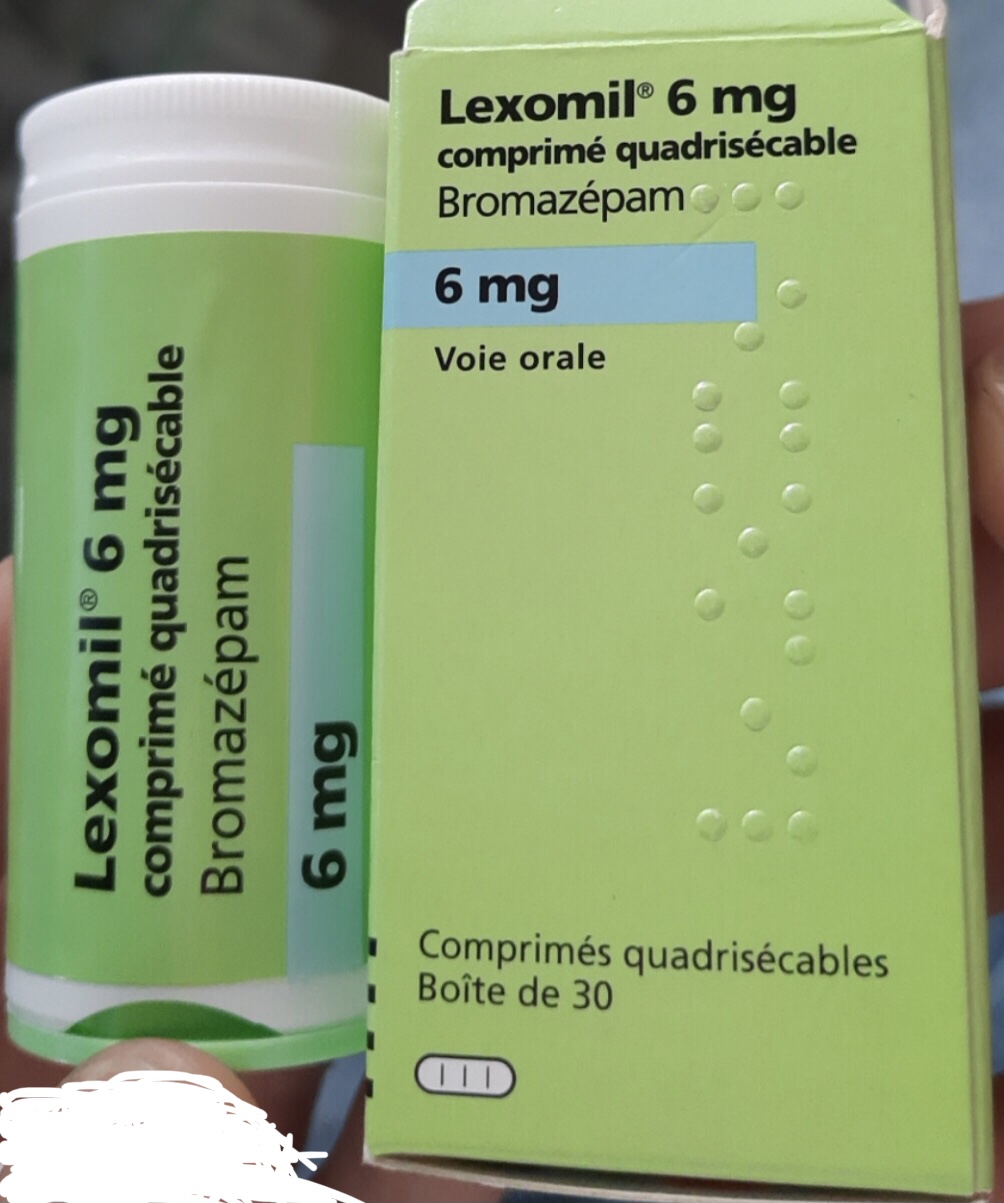 Lexomil® 6 mg
comprimé quadrisécable
Bromazépam
6 mg
Lexomil® 6 mg
comprimé quadrisécable
Bromazépam
6 mg
Voie orale
Comprimés quadrisécables
Boîte de 30